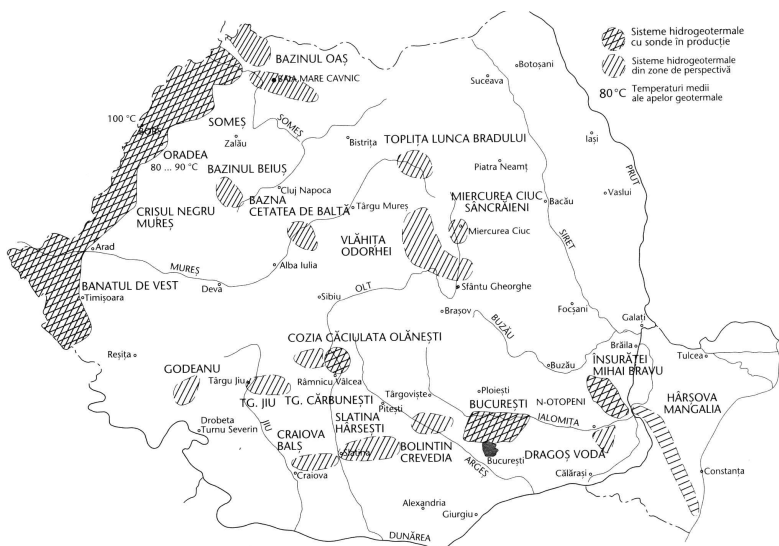 Sisteme hidrogeotermale
cu sonde în producție
Sisteme hidrogeotermale
din zone de perspectivă
80 °C Temperaturi medii
ale apelor geotermale
BAZINUL OAȘ
BAIA MARE CAVNIC
Botoșani
Suceava
100 °C
BORȘ
SOMEȘ
SOMEȘ
Zalău
Bistrița
TOPLIȚA LUNCA BRADULUI
Iași
PRUT
ORADEA
80 ... 90 °C
BAZINUL BEIUȘ
Piatra Neamț
Cluj Napoca
BAZNA
CETATEA DE BALTĂ
Târgu Mureș
MIERCUREA CIUC
SÂNCRĂIENI
Bacău
Vaslui
CRIȘUL NEGRU
MUREȘ
Miercurea Ciuc
VLĂHIȚA
ODORHEI
SIRET
Arad
MUREȘ
Alba Iulia
BANATUL DE VEST
Deva
OLT
Sfântu Gheorghe
Timișoara
Sibiu
Brașov
BUZĂU
Focșani
Galați
COZIA CĂCIULATA OLĂNEȘTI
Brăila
Tulcea
Reșița
GODEANU
Buzău
ÎNSURĂȚEI
MIHAI BRAVU
Târgu Jiu
Râmnicu Vâlcea
TG. JIU
TG. CĂRBUNEȘTI
Târgoviște
Pitești
Ploiești
N-OTOPENI
BUCUREȘTI
IALOMIȚA
HÂRȘOVA
MANGALIA
Drobeta
Turnu Severin
JIU
SLATINA
HÂRSEȘTI
CRAIOVA
BALȘ
BOLINTIN
CREVEDIA
Slatina
București
DRAGOȘ VODĂ
ARGEȘ
Craiova
Călărași
Constanța
Alexandria
Giurgiu
DUNĂREA